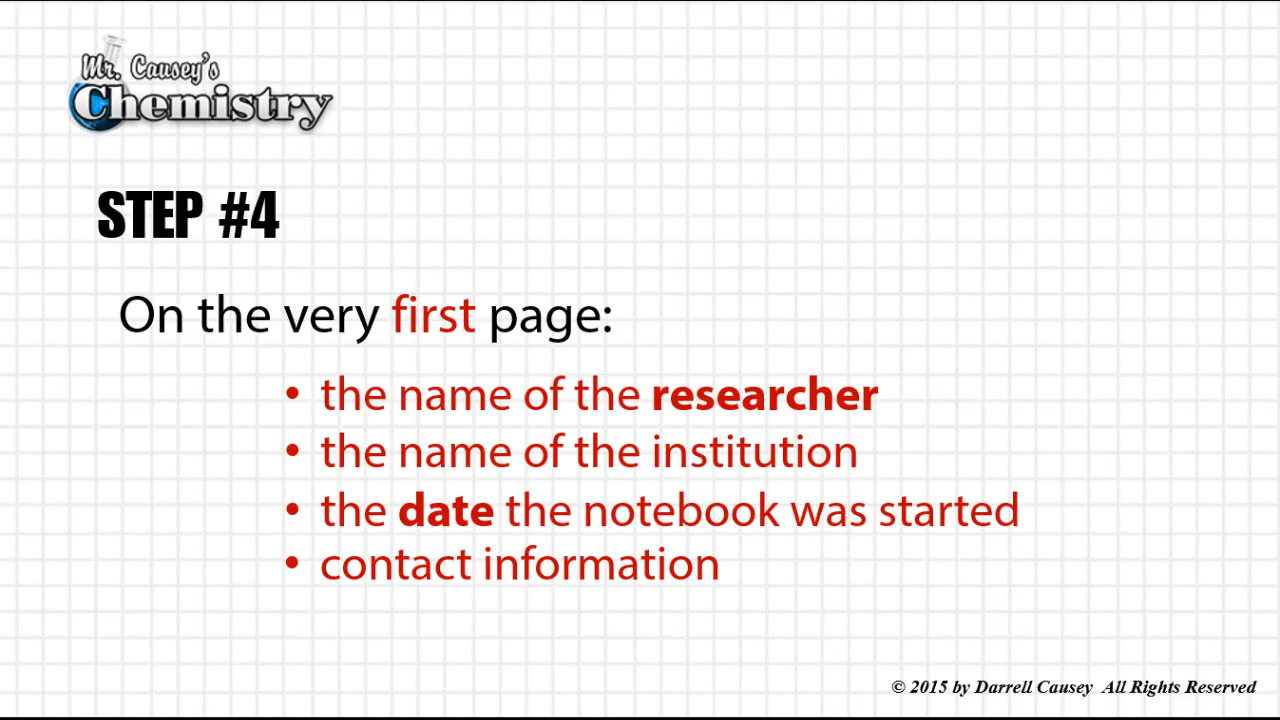 Mr. Causey's
Chemistry
STEP #4
On the very first page:
• the name of the researcher
• the name of the institution
• the date the notebook was started
• contact information
© 2015 by Darrell Causey All Rights Reserved